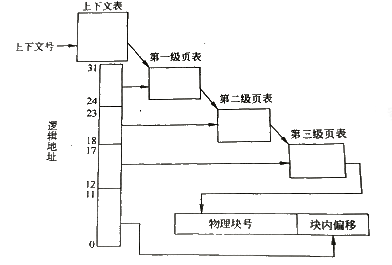 上下文表
上下文号
31
第一级页表
24
23
第二级页表
逻辑地址
18
17
第三级页表
12
11
物理块号
块内偏移
0